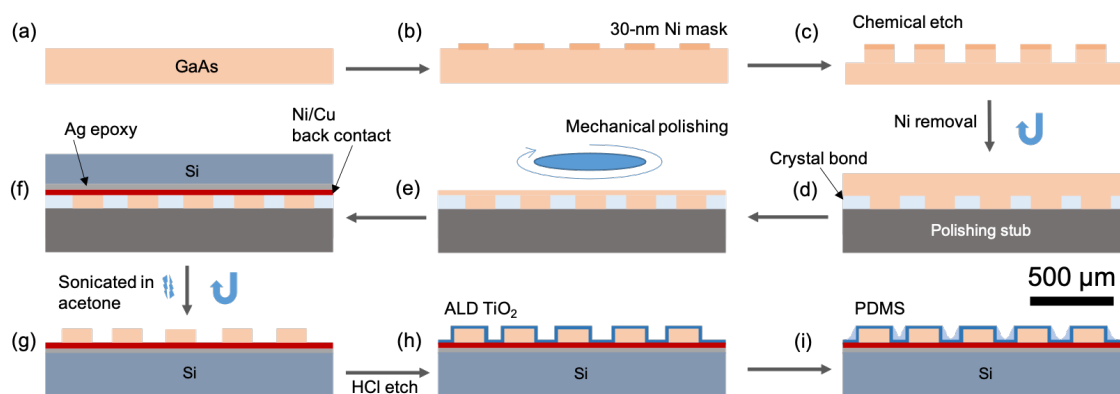 (a)
GaAs
(b)
30-nm Ni mask
(c)
Chemical etch
Ni removal
Crystal bond
(d)
Polishing stub
Mechanical polishing
(e)
Ag epoxy
Ni/Cu
back contact
Si
(f)
Sonicated in
acetone
(g)
Si
HCl etch
ALD TiO₂
(h)
Si
500 µm
PDMS
(i)
Si